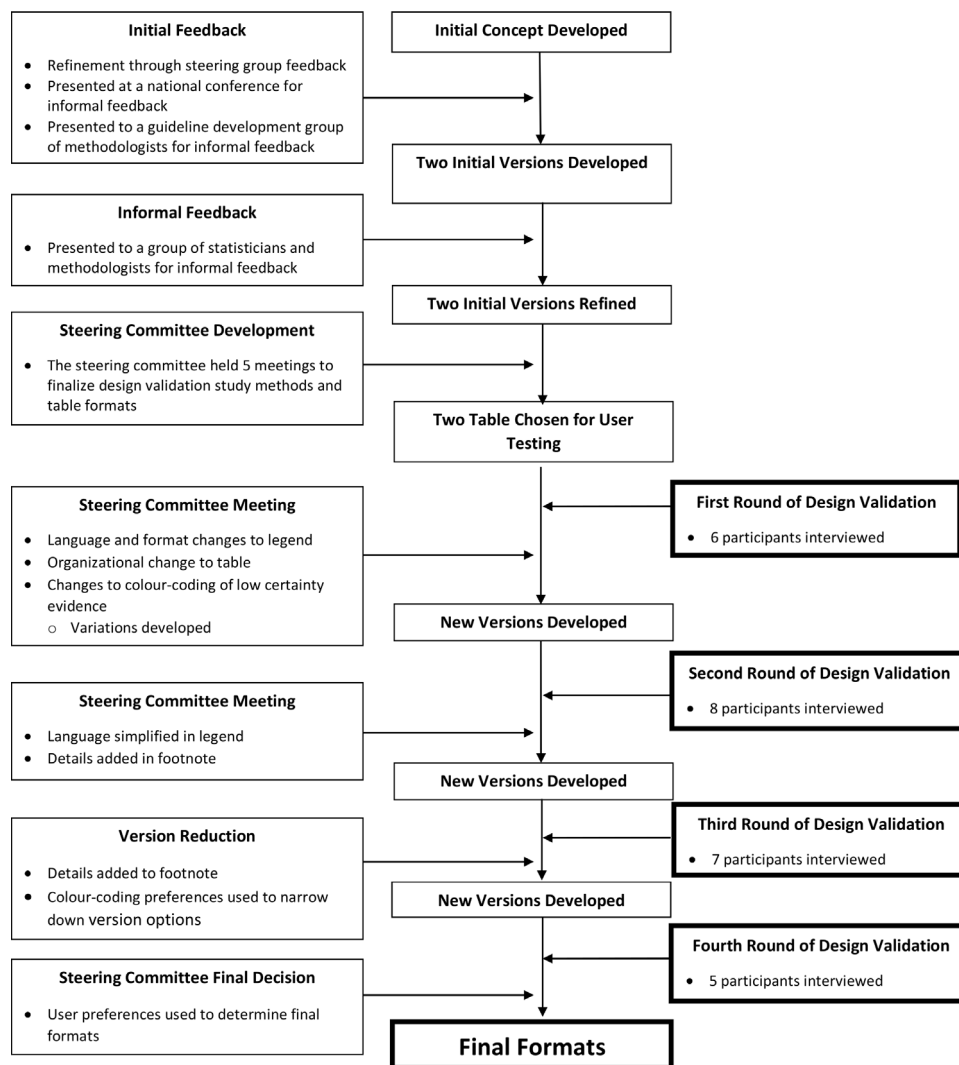 Initial Feedback
• Refinement through steering group feedback
• Presented at a national conference for
informal feedback
• Presented to a guideline development group
of methodologists for informal feedback
Initial Concept Developed
Two Initial Versions Developed
Informal Feedback
• Presented to a group of statisticians and
methodologists for informal feedback
Two Initial Versions Refined
Steering Committee Development
• The steering committee held 5 meetings to
finalize design validation study methods and
table formats
Two Table Chosen for User
Testing
First Round of Design Validation
• 6 participants interviewed
Steering Committee Meeting
• Language and format changes to legend
• Organizational change to table
• Changes to colour-coding of low certainty
evidence
o Variations developed
New Versions Developed
Second Round of Design Validation
• 8 participants interviewed
Steering Committee Meeting
• Language simplified in legend
• Details added in footnote
New Versions Developed
Third Round of Design Validation
• 7 participants interviewed
Version Reduction
• Details added to footnote
• Colour-coding preferences used to narrow
down version options
New Versions Developed
Fourth Round of Design Validation
• 5 participants interviewed
Steering Committee Final Decision
• User preferences used to determine final
formats
Final Formats